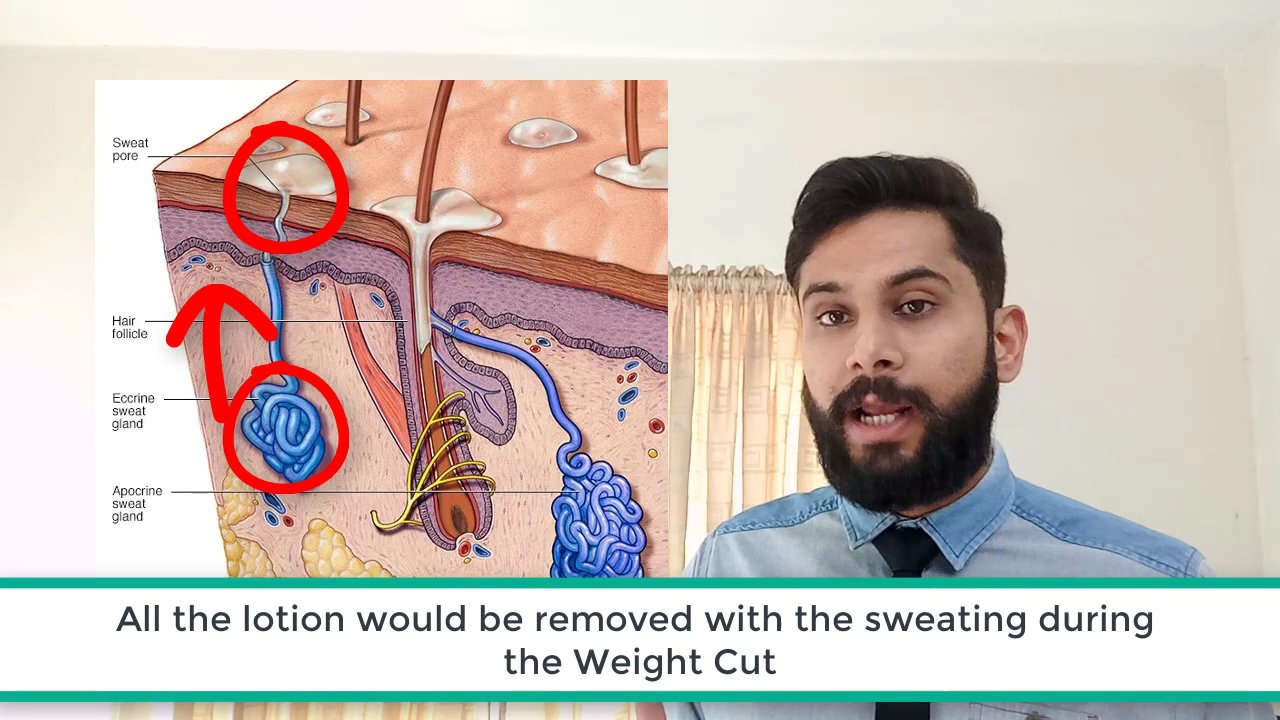 Sweat
pore
Hair
follicle
Eccrine
sweat
gland
Apocrine
sweat
gland
All the lotion would be removed with the sweating during
the Weight Cut